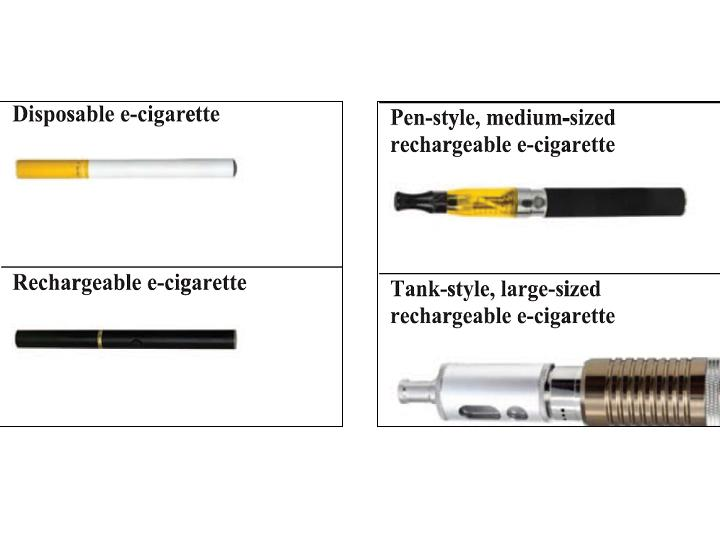 Disposable e-cigarette
Rechargeable e-cigarette
Pen-style, medium-sized
rechargeable e-cigarette
Tank-style, large-sized
rechargeable e-cigarette